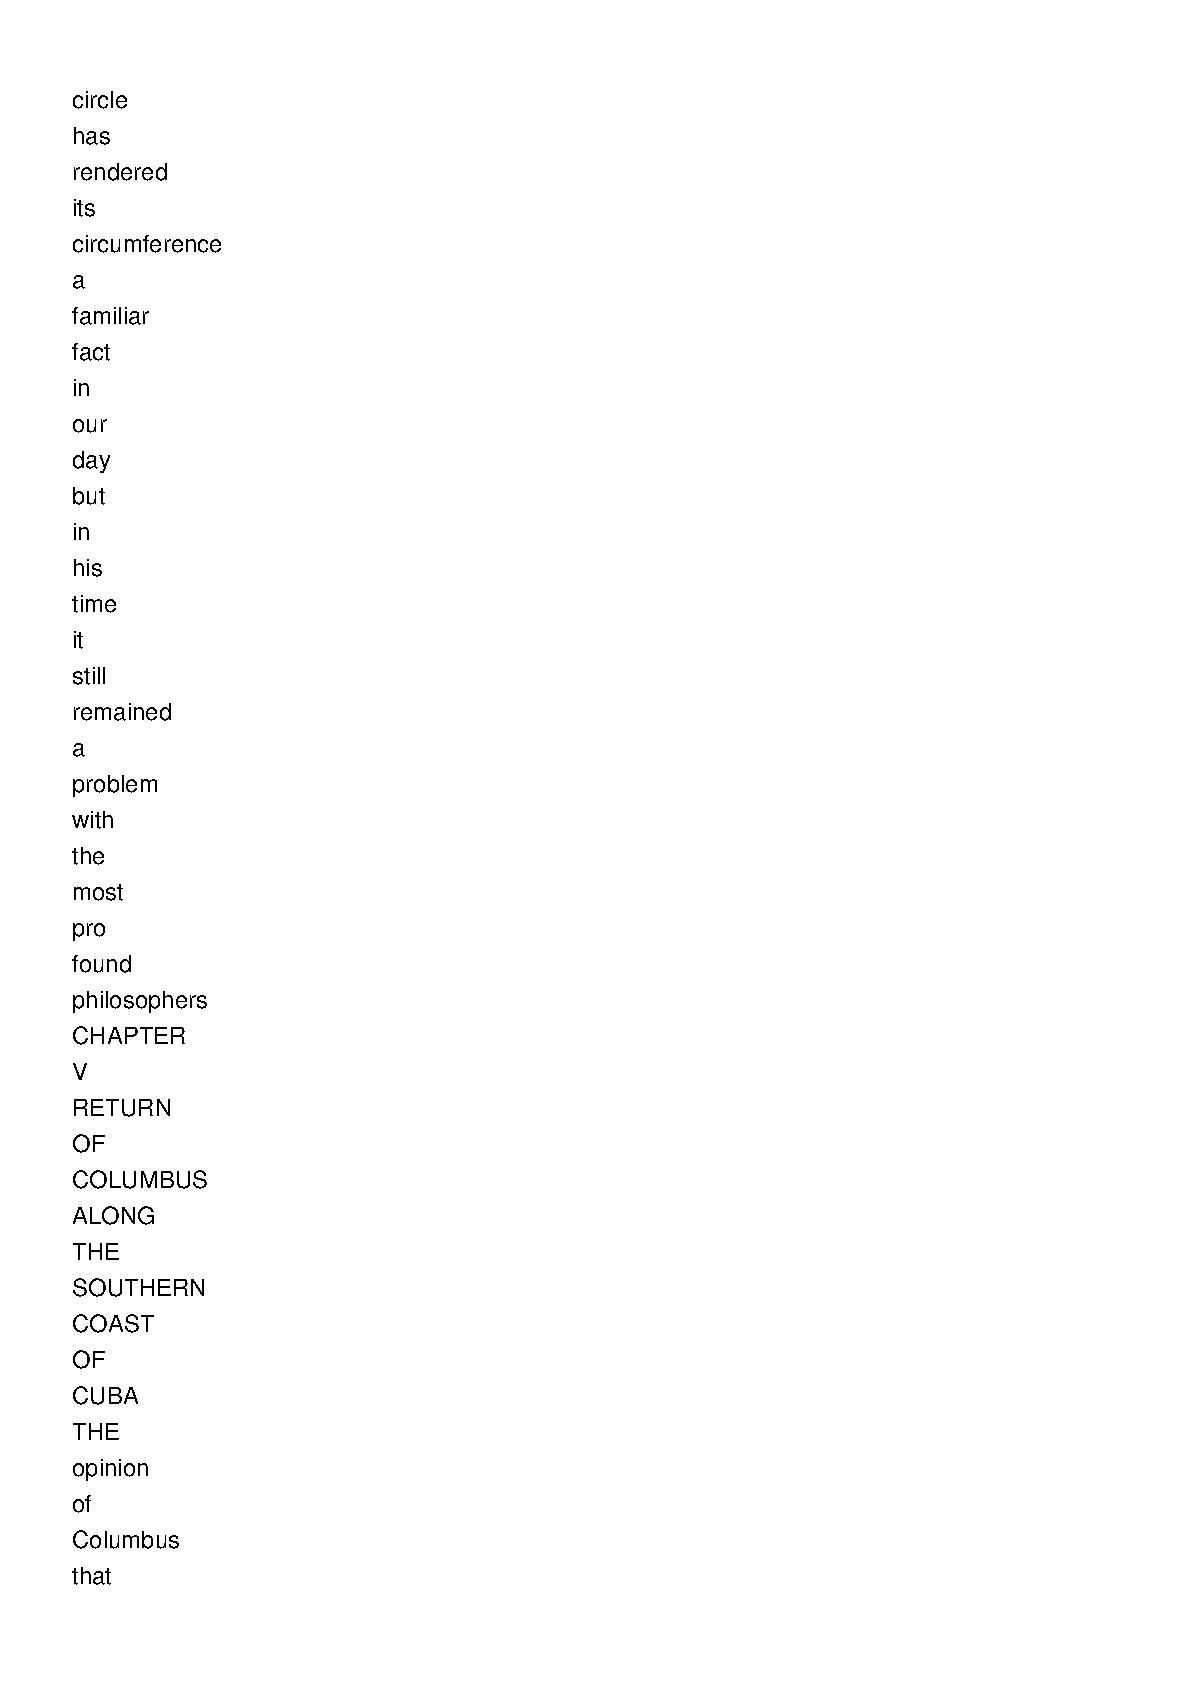 circle
has
rendered
its
circumference
a
familiar
fact
in
our
day
but
in
his
time
it
still
remained
a
problem
with
the
most
pro
found
philosophers
CHAPTER
V
RETURN
OF
COLUMBUS
ALONG
THE
SOUTHERN
COAST
OF
CUBA
THE
opinion
of
Columbus
that